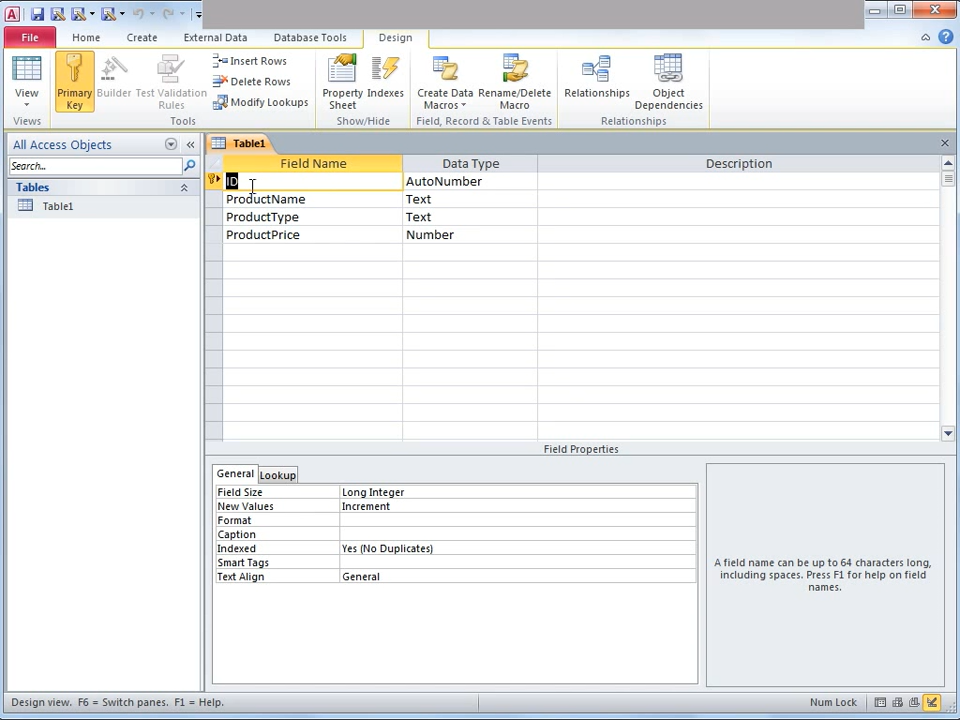 A
File Home Create External Data Database Tools Design
View
Primary Key
Builder
Test Validation Rules
Insert Rows
Delete Rows
Modify Lookups
Property Sheet
Indexes
Create Data Macros
Rename/Delete Macro
Relationships
Object Dependencies
Views Tools Show/Hide Field, Record & Table Events Relationships
All Access Objects
Search...
Tables
Table1
Table1
Field Name Data Type Description
ID AutoNumber
ProductName Text
ProductType Text
ProductPrice Number
Field Properties
General Lookup
Field Size Long Integer
New Values Increment
Format
Caption
Indexed Yes (No Duplicates)
Smart Tags
Text Align General
A field name can be up to 64 characters long,
including spaces. Press F1 for help on field
names.
Design view. F6 = Switch panes. F1 = Help. Num Lock